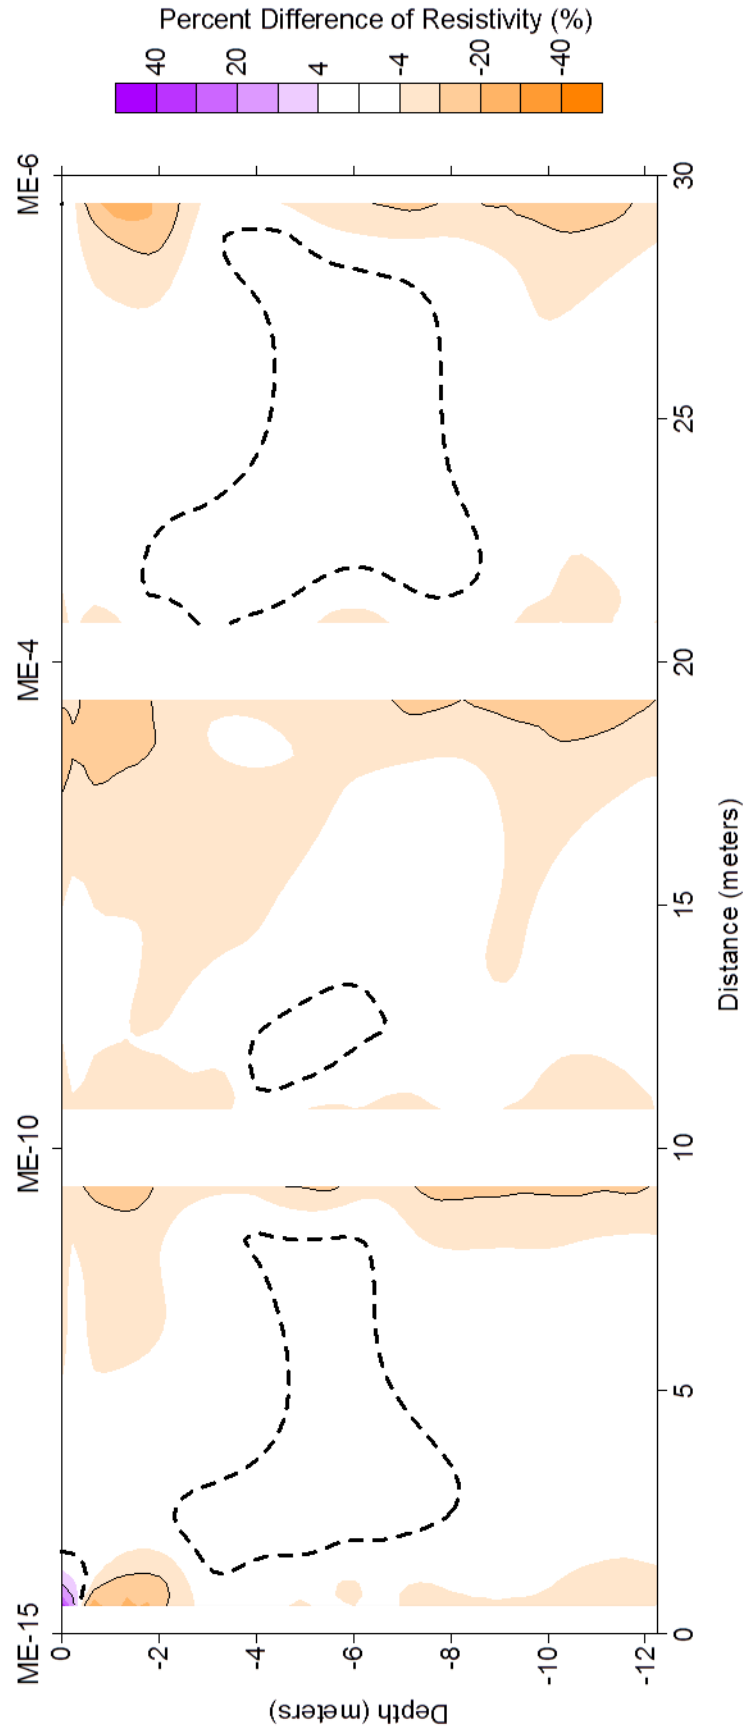 Percent Difference of Resistivity (%)
40 20 4 -4 -20 -40
ME-15 ME-10 ME-4 ME-6
0
-2
-4
-6
-8
-10
-12
Depth (meters)
0 5 10 15 20 25 30
Distance (meters)